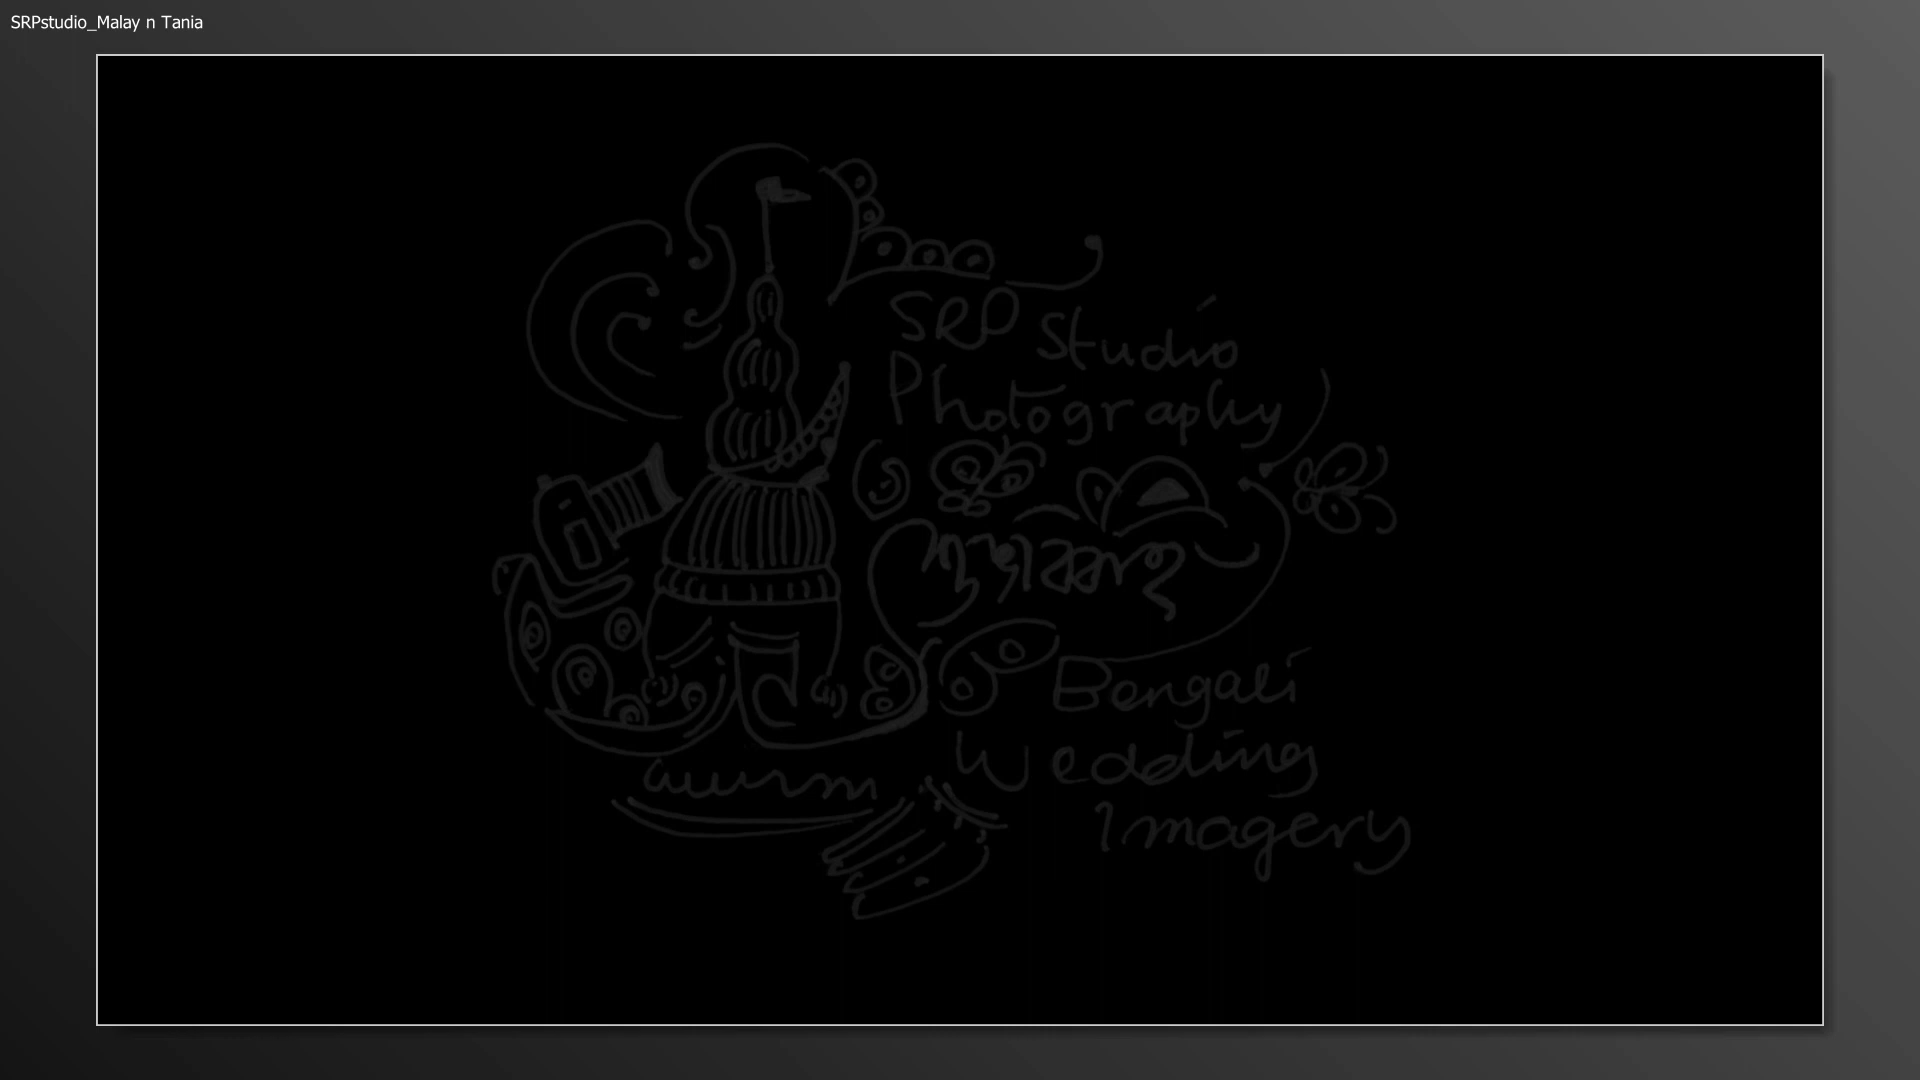 SRPstudio_Malay n Tania
SRP Studio
Photography
শুভ বিবাহ
Bengali
Wedding
Imagery